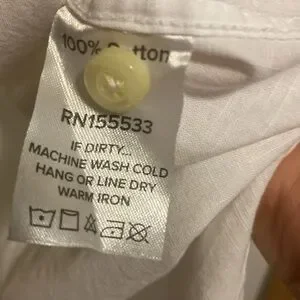 100% Cotton
RN155533
IF DIRTY...
MACHINE WASH COLD
HANG OR LINE DRY
WARM IRON